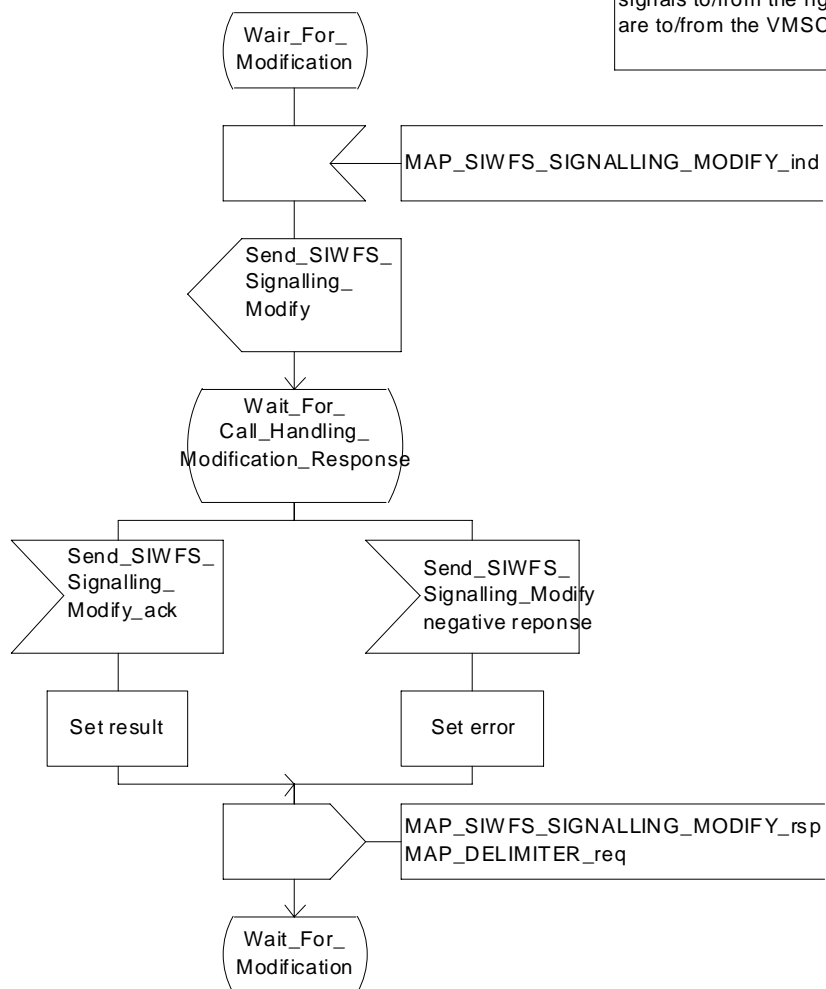 signals to/from the
are to/from the VMSC
Wair_For_
Modification
MAP_SIWFS_SIGNALLING_MODIFY_ind
Send_SIWFS_
Signalling_
Modify
Wait_For_
Call_Handling_
Modification_Response
Send_SIWFS_
Signalling_
Modify_ack
Send_SIWFS_
Signalling_Modify
negative reponse
Set result
Set error
MAP_SIWFS_SIGNALLING_MODIFY_rsp
MAP_DELIMITER_req
Wait_For_
Modification